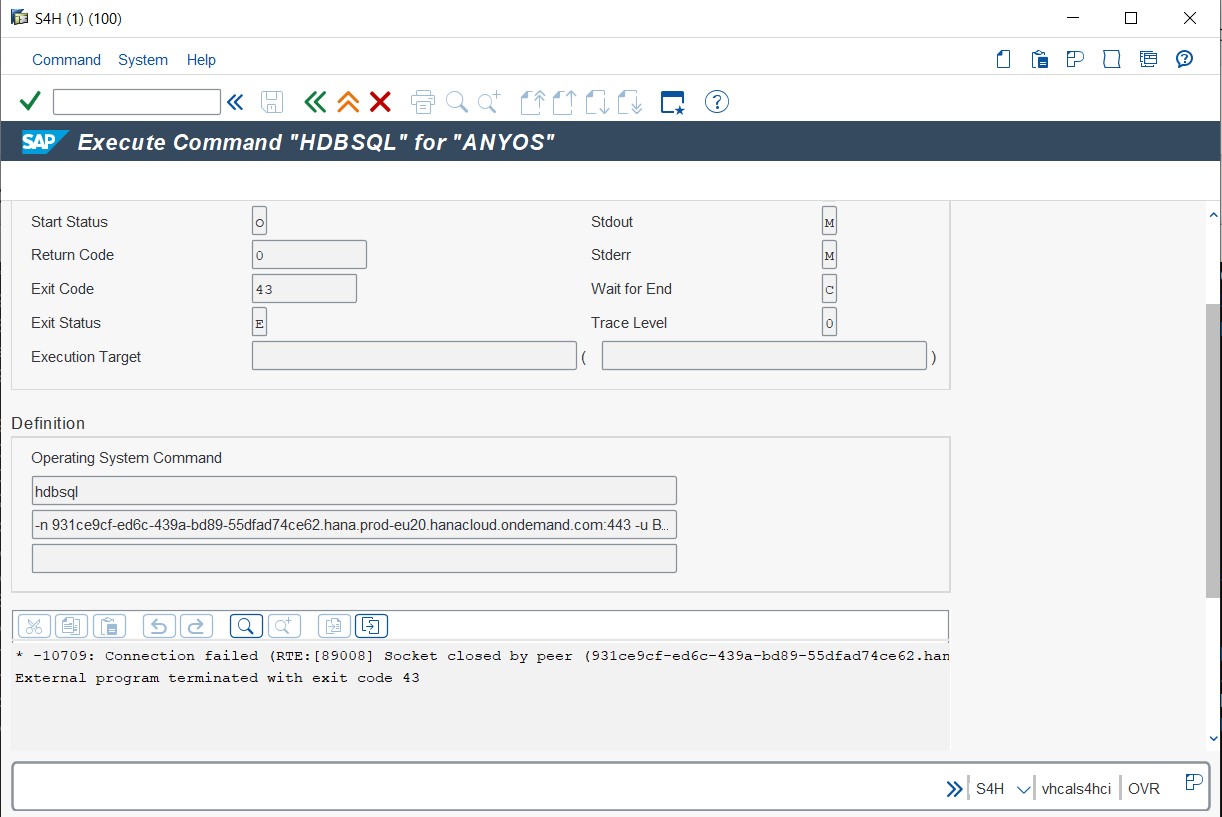 S4H (1) (100)
Command System Help
SAP Execute Command "HDBSQL" for "ANYOS"
Start Status O Stdout M
Return Code 0 Stderr M
Exit Code 43 Wait for End C
Exit Status E Trace Level 0
Execution Target ( )
Definition
Operating System Command
hdbsql
-n 931ce9cf-ed6c-439a-bd89-55dfad74ce62.hana.prod-eu20.hanacloud.ondemand.com:443 -u B...
* -10709: Connection failed (RTE:[89008] Socket closed by peer (931ce9cf-ed6c-439a-bd89-55dfad74ce62.han
External program terminated with exit code 43
S4H vhcals4hci OVR